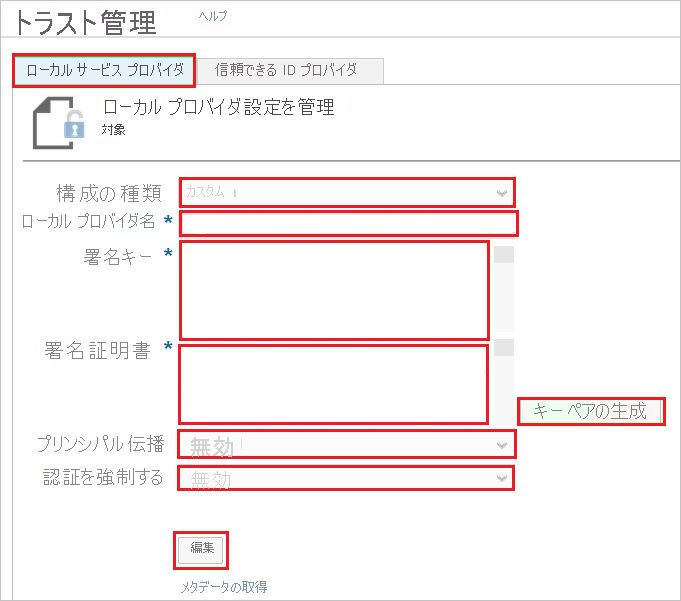 トラスト管理 ヘルプ
ローカル サービス プロバイダ 信頼できる ID プロバイダ
ローカル プロバイダ設定を管理
対象
構成の種類 カスタム
ローカル プロバイダ名 *
署名キー *
署名証明書 *
キー ペアの生成
プリンシパル伝播 無効
認証を強制する 無効
編集
メタデータの取得